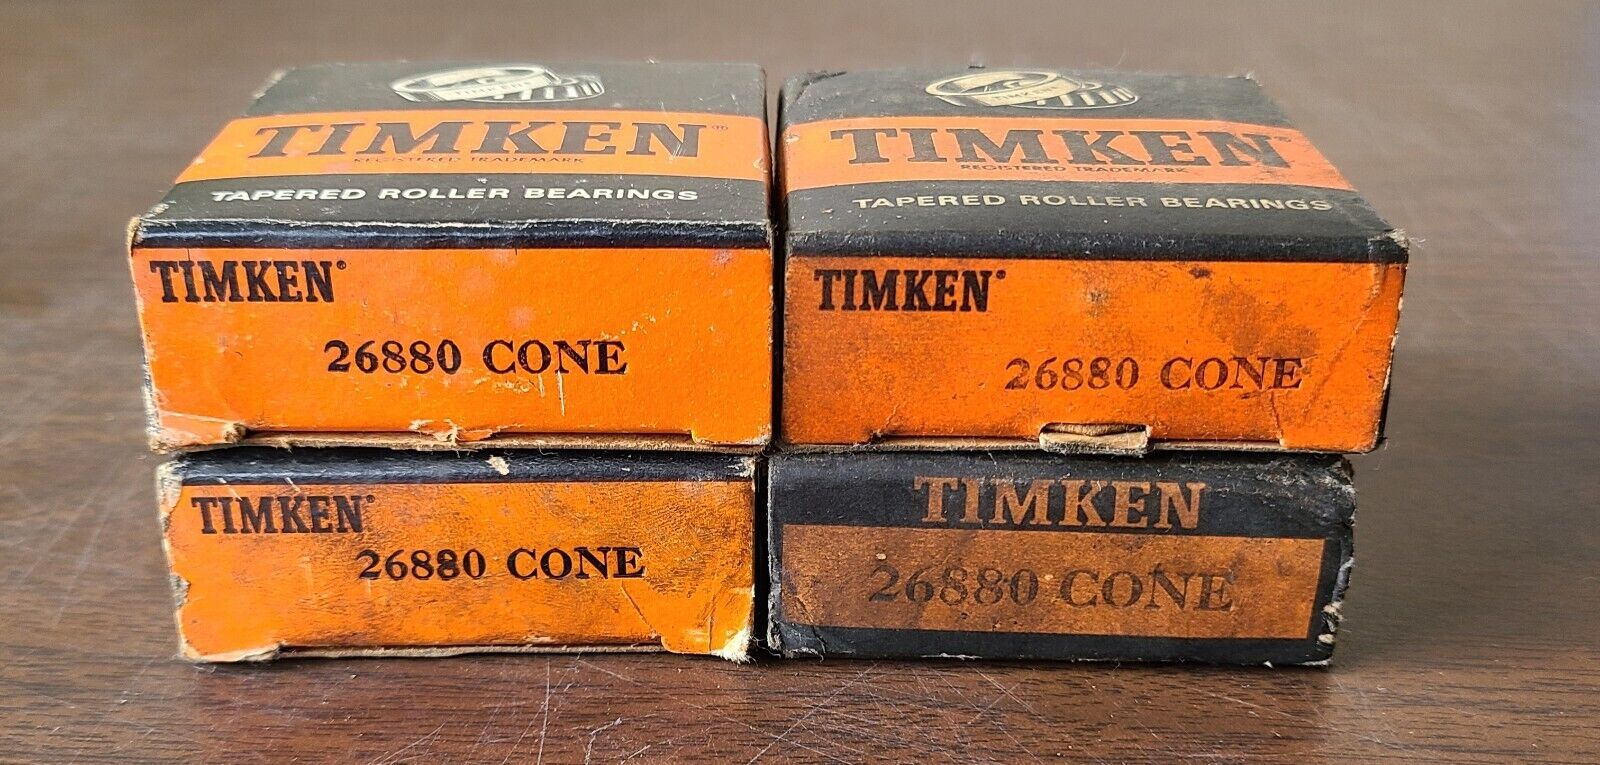 TIMKEN®
REGISTERED TRADEMARK
TAPERED ROLLER BEARINGS
TIMKEN®
26880 CONE
TIMKEN®
REGISTERED TRADEMARK
TAPERED ROLLER BEARINGS
TIMKEN®
26880 CONE
TIMKEN®
26880 CONE
TIMKEN
26880 CONE